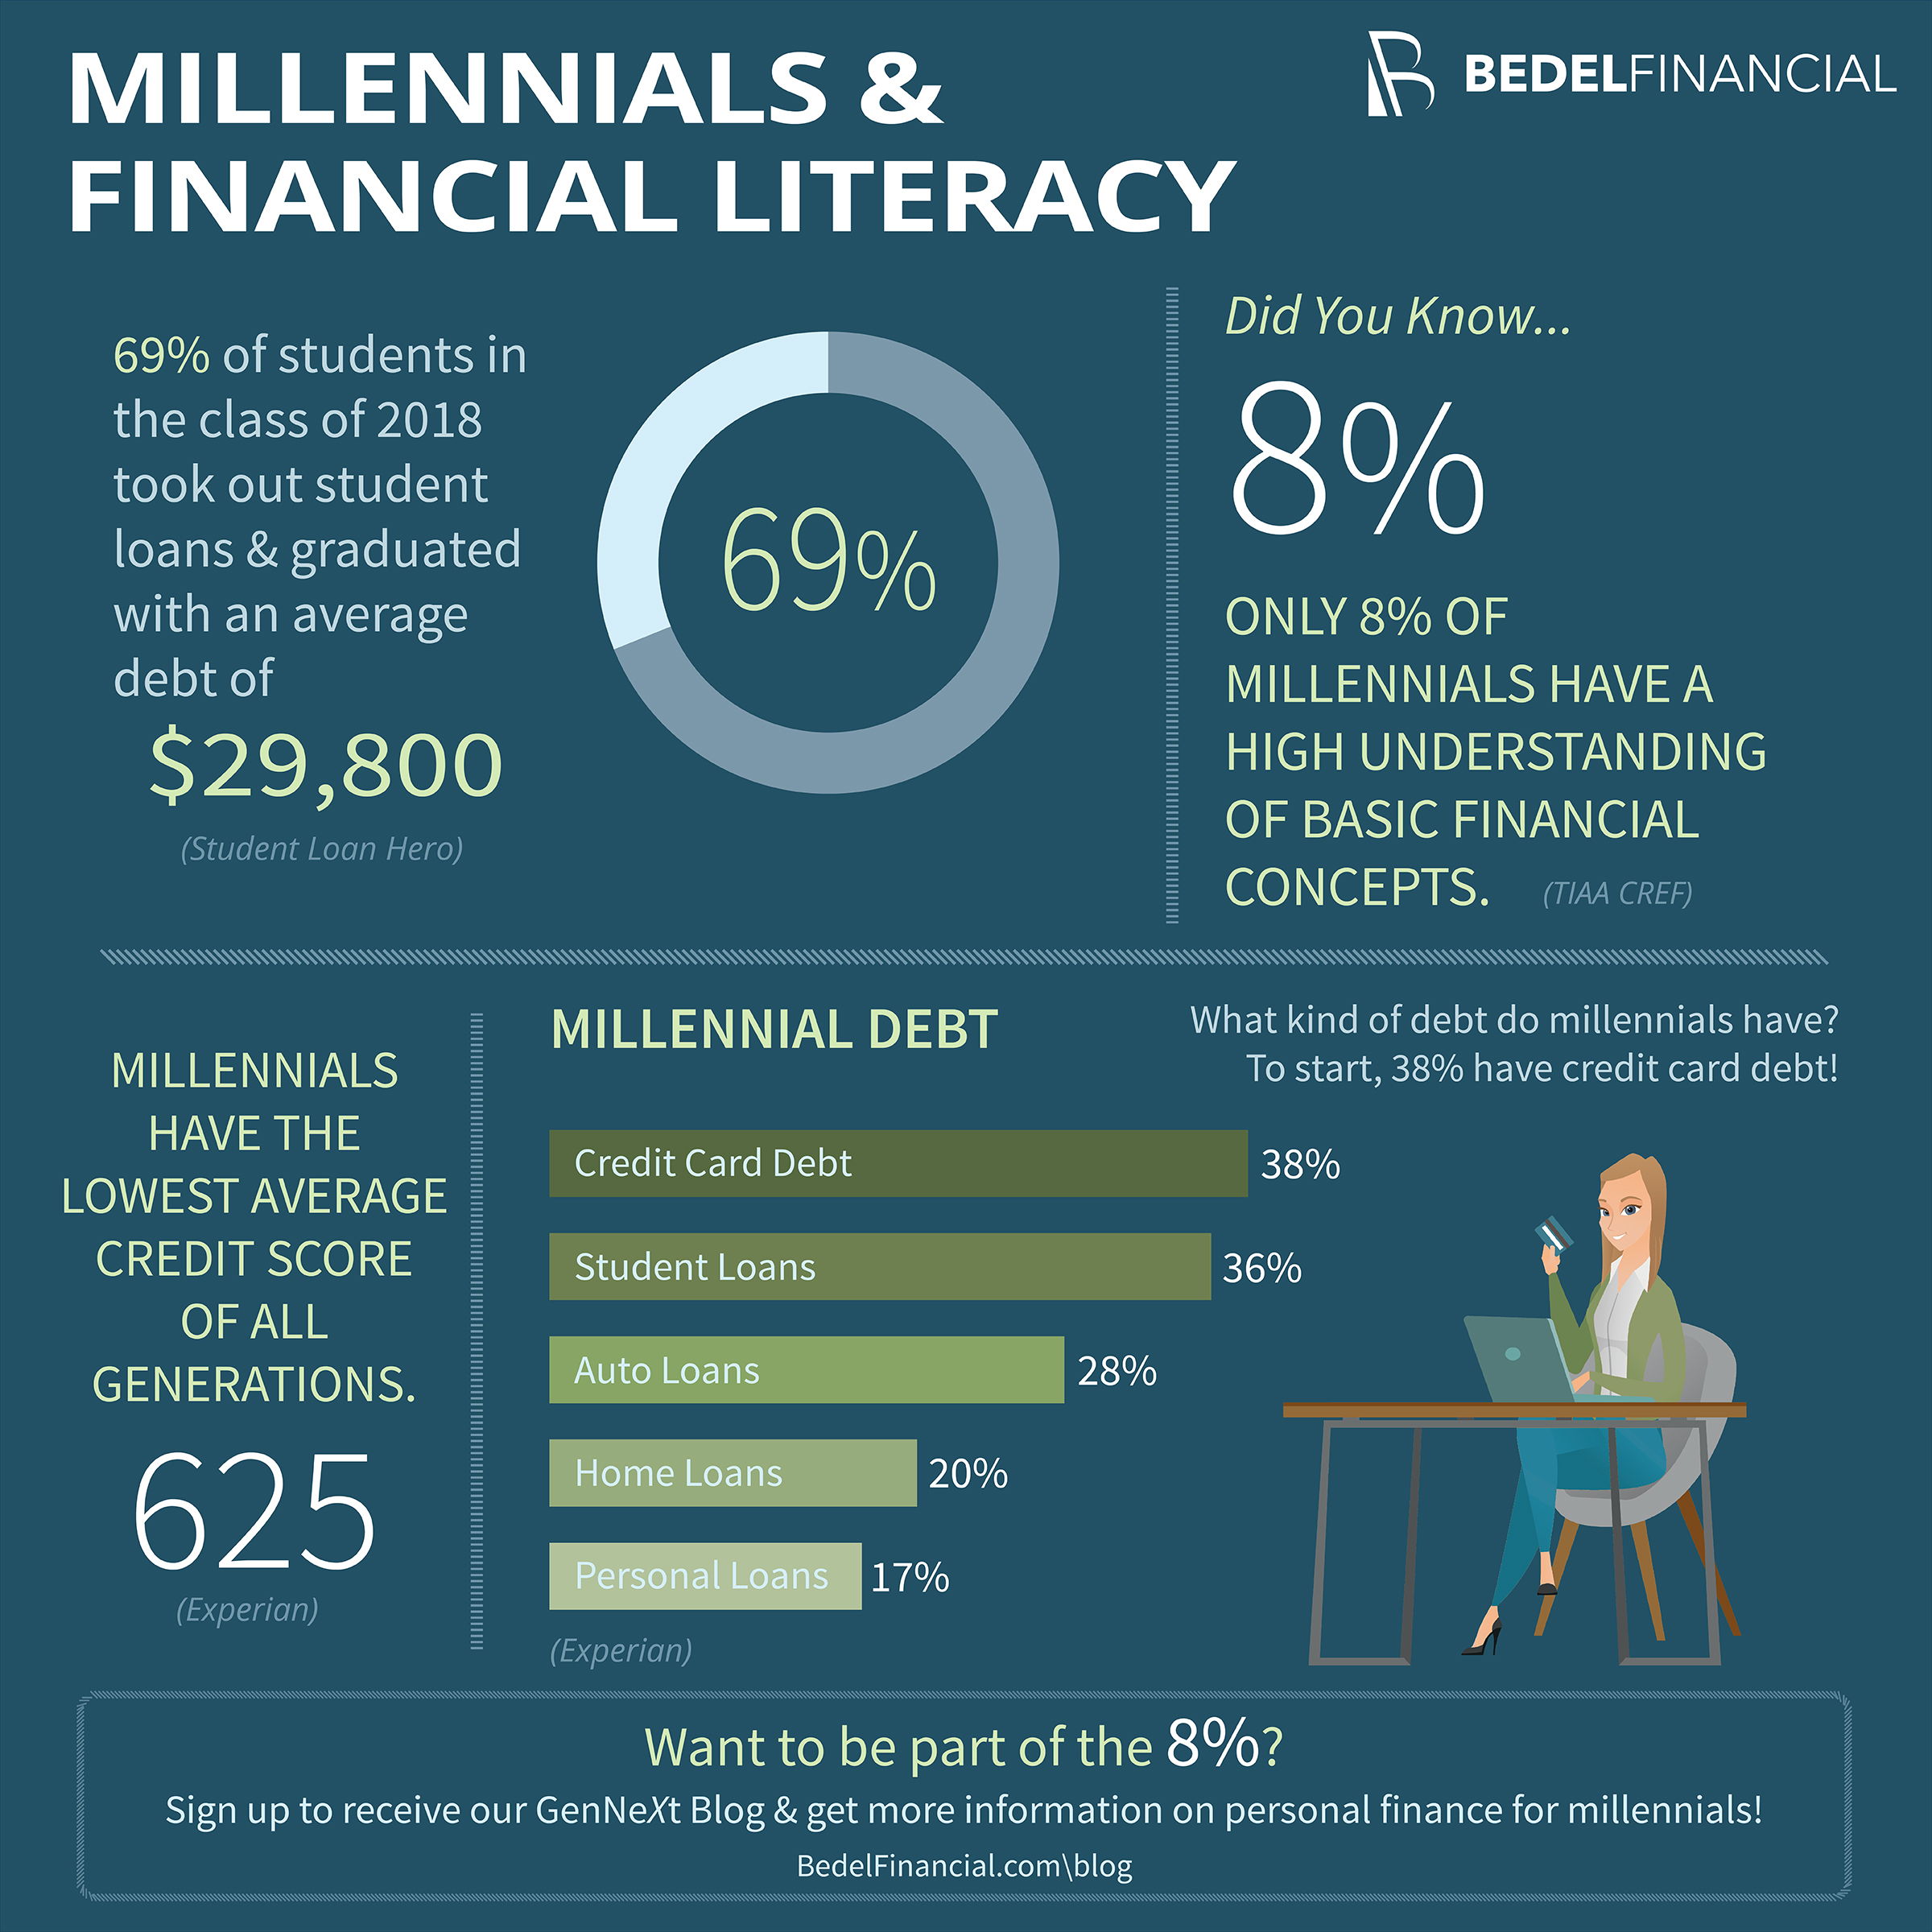 MILLENNIALS &
FINANCIAL LITERACY
BEDELFINANCIAL
69% of students in
the class of 2018
took out student
loans & graduated
with an average
debt of
$29,800
(Student Loan Hero)
69%
Did You Know...
8%
ONLY 8% OF
MILLENNIALS HAVE A
HIGH UNDERSTANDING
OF BASIC FINANCIAL
CONCEPTS. (TIAA CREF)
MILLENNIALS
HAVE THE
LOWEST AVERAGE
CREDIT SCORE
OF ALL
GENERATIONS.
625
(Experian)
MILLENNIAL DEBT
What kind of debt do millennials have?
To start, 38% have credit card debt!
Credit Card Debt 38%
Student Loans 36%
Auto Loans 28%
Home Loans 20%
Personal Loans 17%
(Experian)
Want to be part of the 8%?
Sign up to receive our GenNeXt Blog & get more information on personal finance for millennials!
BedelFinancial.com\blog